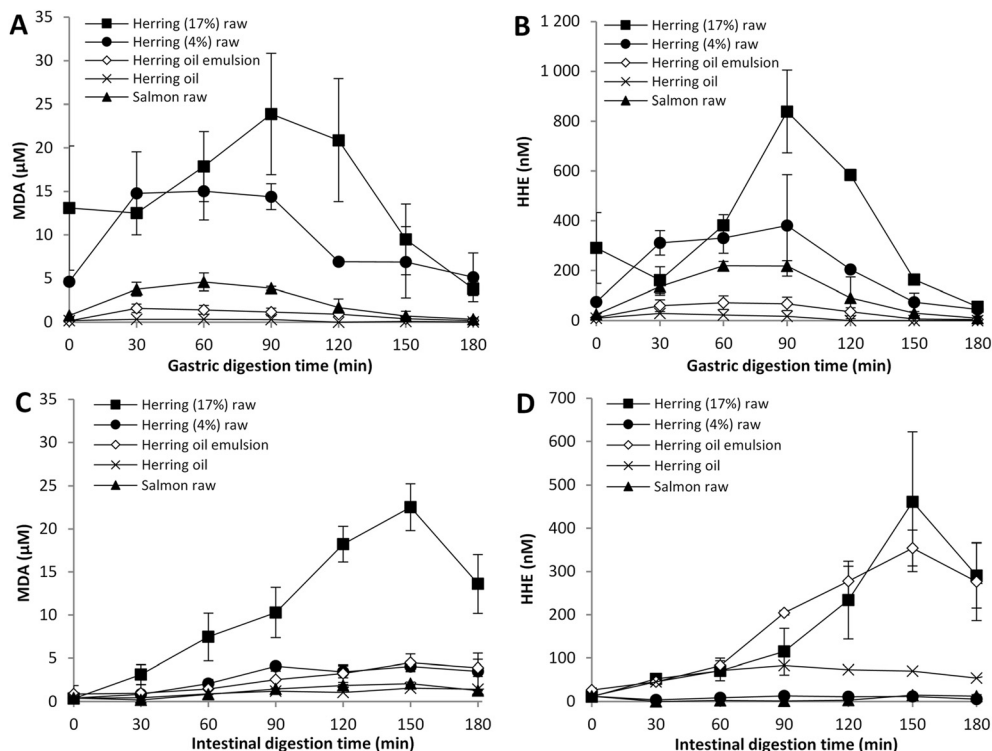 A
Herring (17%) raw
Herring (4%) raw
Herring oil emulsion
Herring oil
Salmon raw
MDA (µM)
35
30
25
20
15
10
5
0
0 30 60 90 120 150 180
Gastric digestion time (min)
B
Herring (17%) raw
Herring (4%) raw
Herring oil emulsion
Herring oil
Salmon raw
HHE (nM)
1 200
1 000
800
600
400
200
0
0 30 60 90 120 150 180
Gastric digestion time (min)
C
Herring (17%) raw
Herring (4%) raw
Herring oil emulsion
Herring oil
Salmon raw
MDA (µM)
35
30
25
20
15
10
5
0
0 30 60 90 120 150 180
Intestinal digestion time (min)
D
Herring (17%) raw
Herring (4%) raw
Herring oil emulsion
Herring oil
Salmon raw
HHE (nM)
700
600
500
400
300
200
100
0
0 30 60 90 120 150 180
Intestinal digestion time (min)